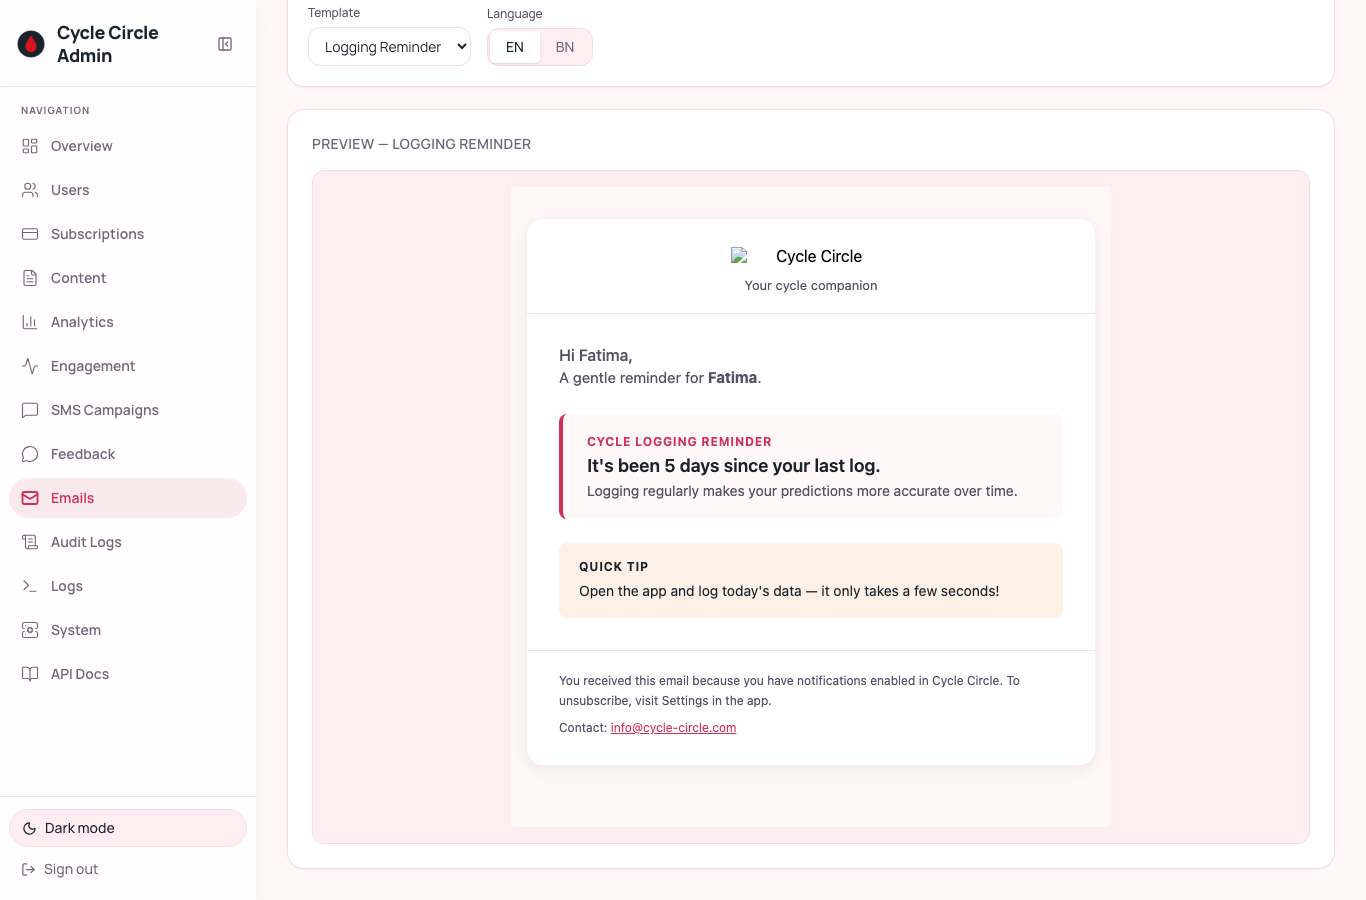 Cycle Circle
Admin
NAVIGATION
Overview
Users
Subscriptions
Content
Analytics
Engagement
SMS Campaigns
Feedback
Emails
Audit Logs
Logs
System
API Docs
Dark mode
Sign out
Template
Language
Logging Reminder
EN
BN
PREVIEW — LOGGING REMINDER
Cycle Circle
Your cycle companion
Hi Fatima,
A gentle reminder for Fatima.
CYCLE LOGGING REMINDER
It's been 5 days since your last log.
Logging regularly makes your predictions more accurate over time.
QUICK TIP
Open the app and log today's data — it only takes a few seconds!
You received this email because you have notifications enabled in Cycle Circle. To
unsubscribe, visit Settings in the app.
Contact: info@cycle-circle.com